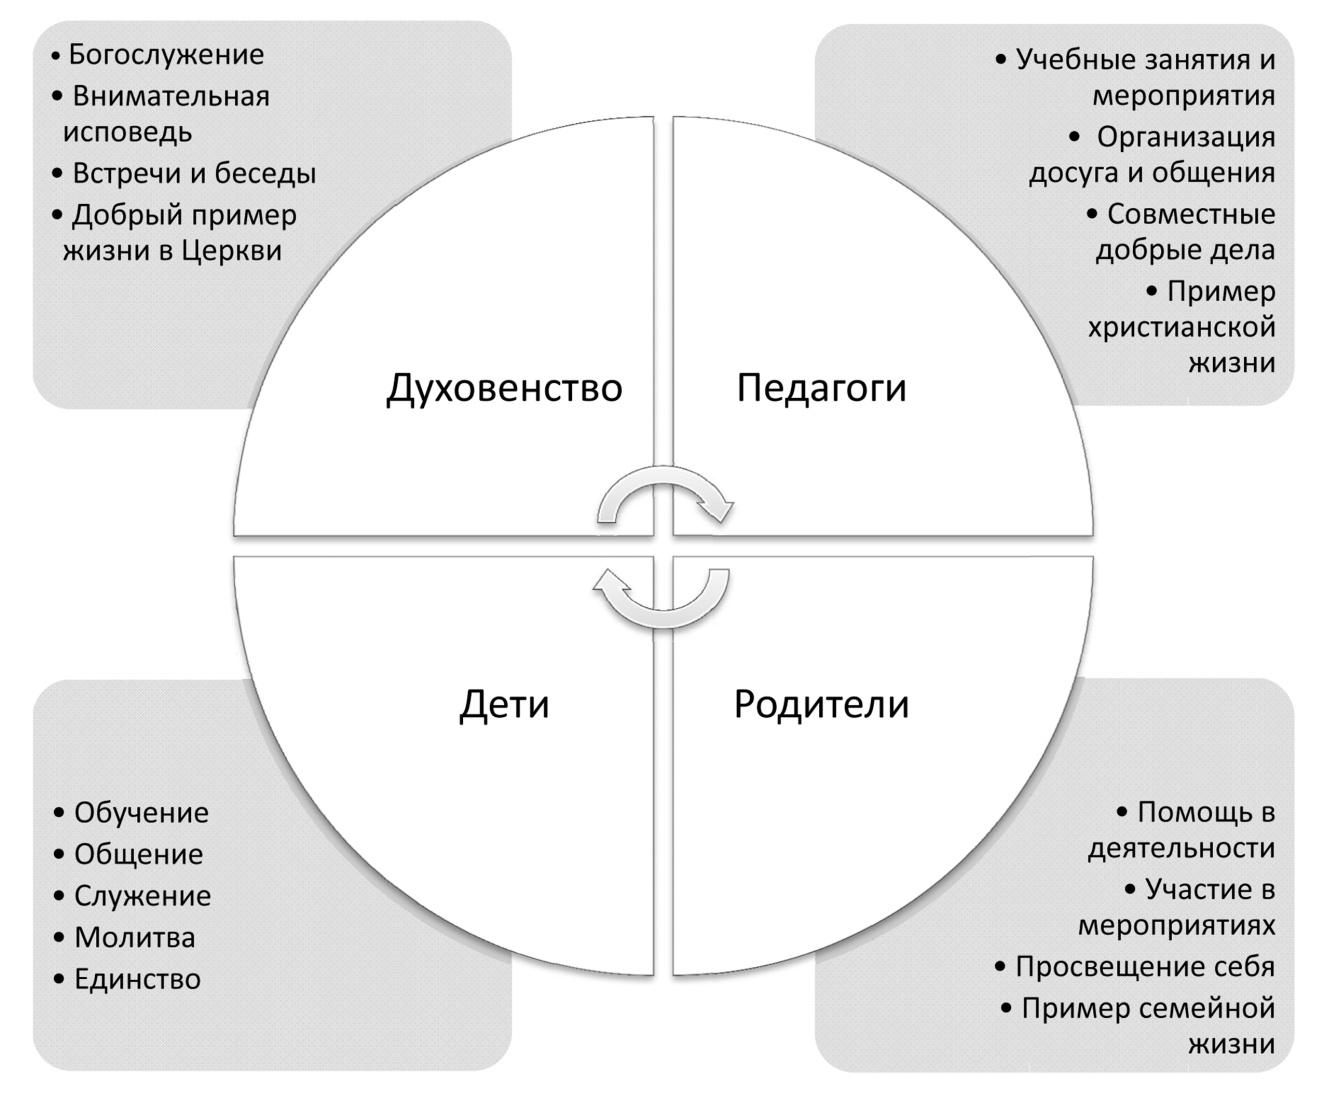 • Богослужение
• Внимательная
исповедь
• Встречи и беседы
• Добрый пример
жизни в Церкви
• Учебные занятия и
мероприятия
• Организация
досуга и общения
• Совместные
добрые дела
• Пример
христианской
жизни
Духовенство
Педагоги
Дети
Родители
• Обучение
• Общение
• Служение
• Молитва
• Единство
• Помощь в
деятельности
• Участие в
мероприятиях
• Просвещение себя
• Пример семейной
жизни